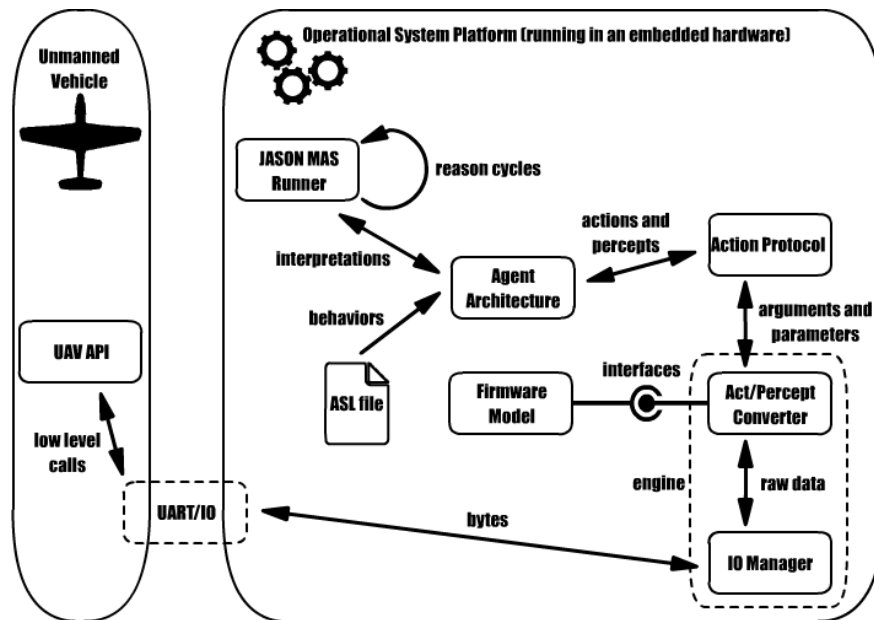 Operational System Platform (running in an embedded hardware)
Unmanned
Vehicle
JASON MAS
Runner
reason cycles
actions and
percepts
Action Protocol
interpretations
Agent
Architecture
behaviors
arguments and
parameters
UAV API
interfaces
ASL file
Firmware
Model
Act/Percept
Converter
low level
calls
engine
raw data
UART/IO
bytes
IO Manager